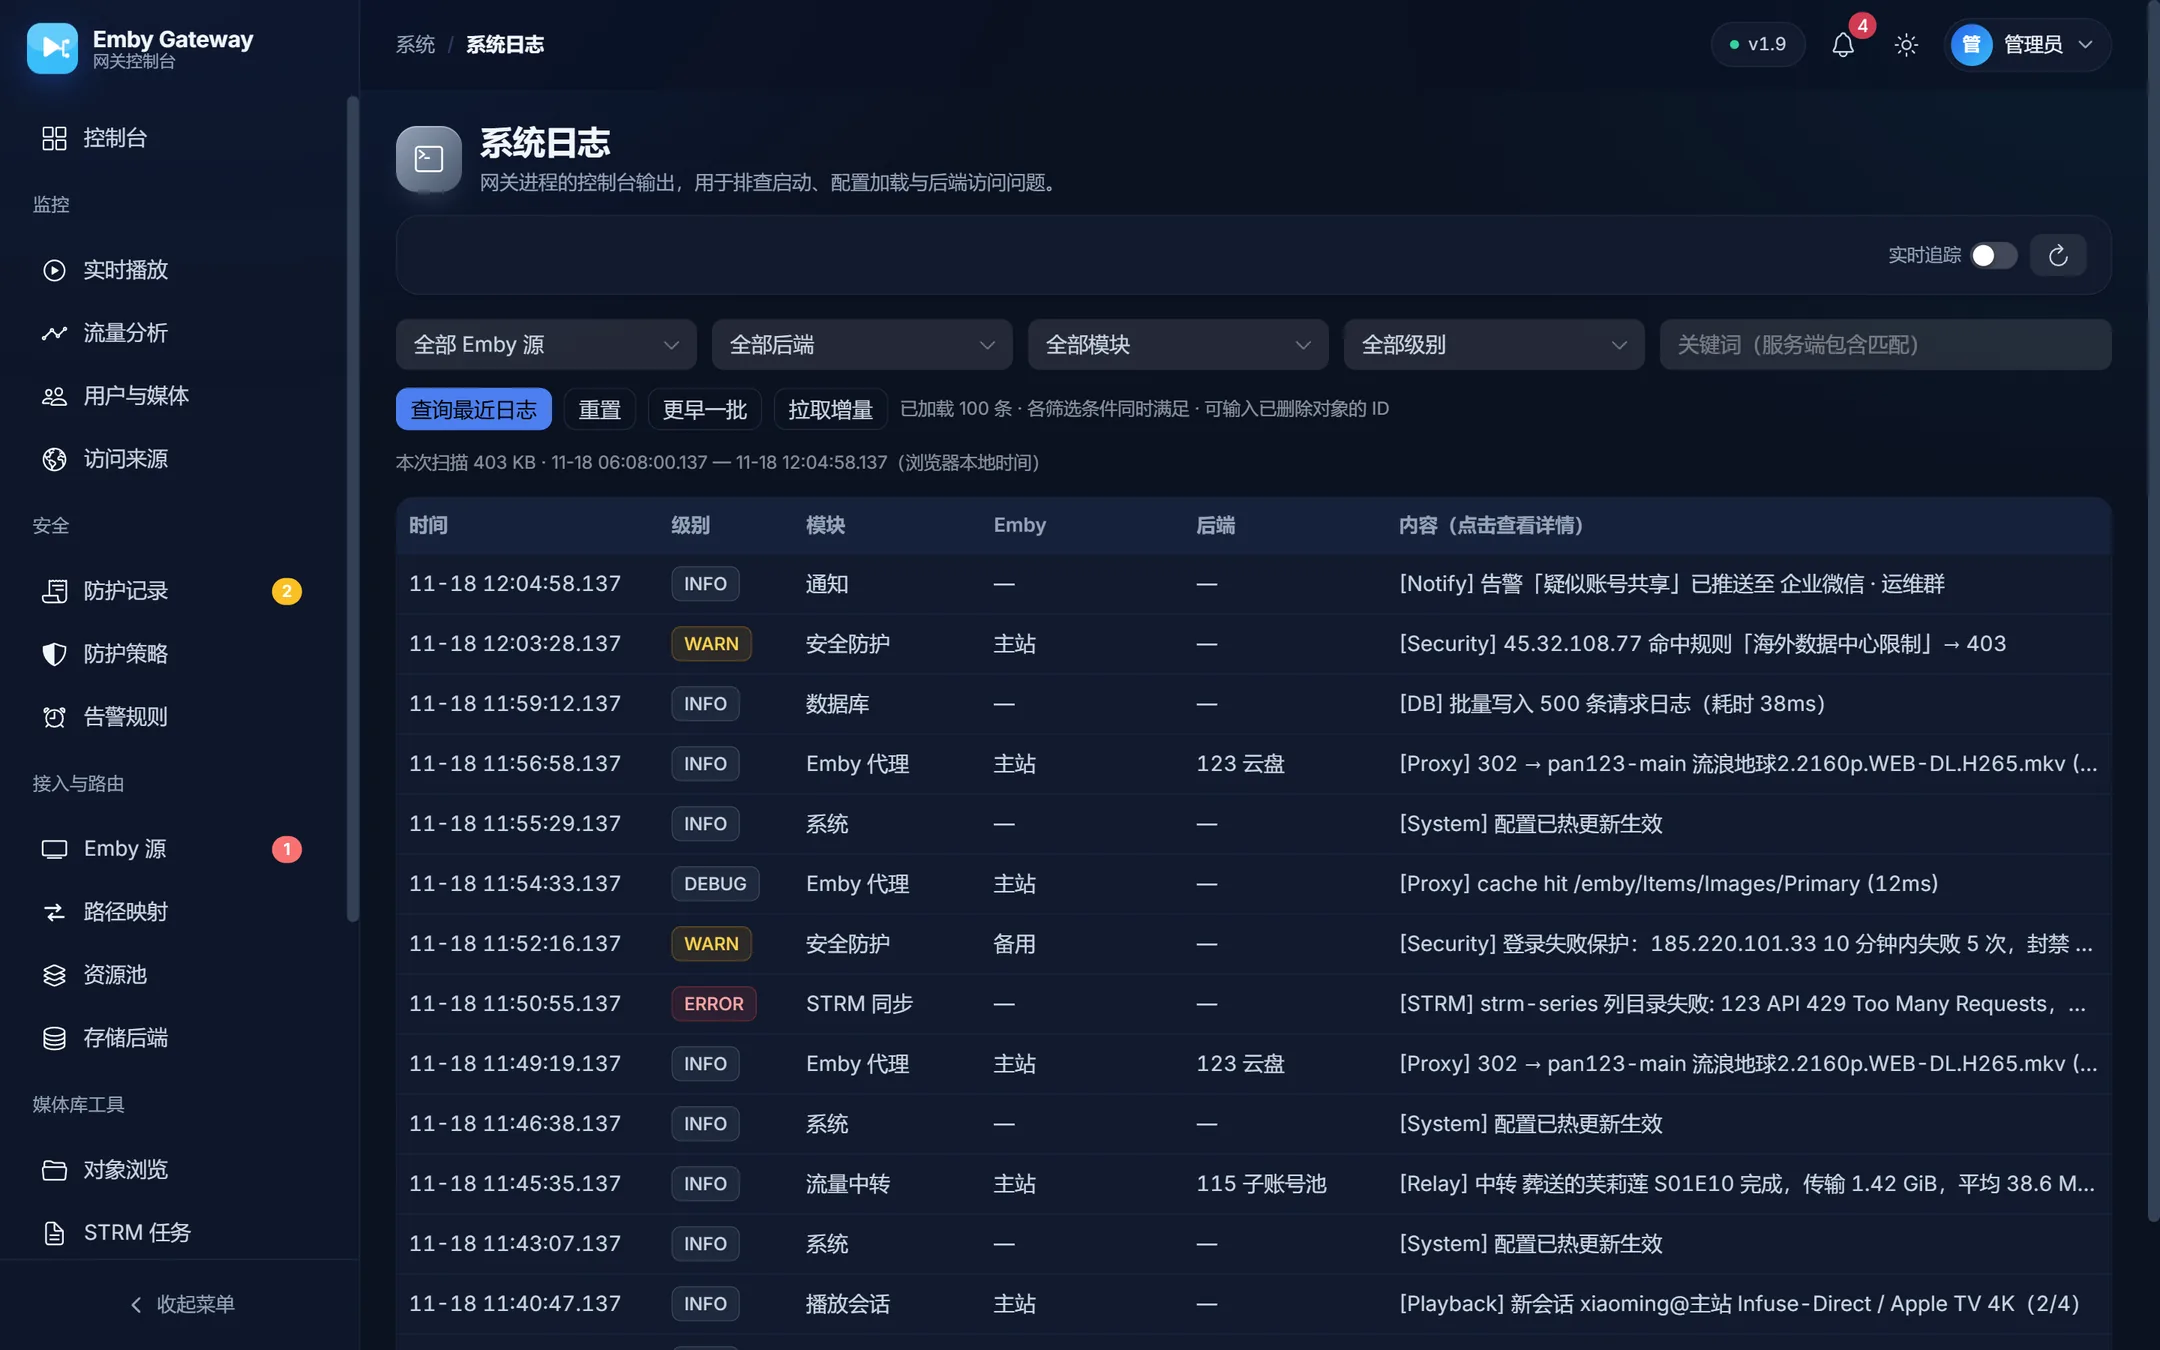 Emby Gateway
网关控制台
控制台
监控
实时播放
流量分析
用户与媒体
访问来源
安全
防护记录 2
防护策略
告警规则
接入与路由
Emby 源 1
路径映射
资源池
存储后端
媒体库工具
对象浏览
STRM 任务
收起菜单
系统 / 系统日志
v1.9
4
管 管理员
系统日志
网关进程的控制台输出，用于排查启动、配置加载与后端访问问题。
实时追踪
全部 Emby 源 全部后端 全部模块 全部级别 关键词（服务端包含匹配）
查询最近日志 重置 更早一批 拉取增量 已加载 100 条 · 各筛选条件同时满足 · 可输入已删除对象的 ID
本次扫描 403 KB · 11-18 06:08:00.137 — 11-18 12:04:58.137（浏览器本地时间）
时间 级别 模块 Emby 后端 内容（点击查看详情）
11-18 12:04:58.137 INFO 通知 — — [Notify] 告警「疑似账号共享」已推送至 企业微信 · 运维群
11-18 12:03:28.137 WARN 安全防护 主站 — [Security] 45.32.108.77 命中规则「海外数据中心限制」→ 403
11-18 11:59:12.137 INFO 数据库 — — [DB] 批量写入 500 条请求日志（耗时 38ms）
11-18 11:56:58.137 INFO Emby 代理 主站 123 云盘 [Proxy] 302 → pan123-main 流浪地球2.2160p.WEB-DL.H265.mkv (...
11-18 11:55:29.137 INFO 系统 — — [System] 配置已热更新生效
11-18 11:54:33.137 DEBUG Emby 代理 主站 — [Proxy] cache hit /emby/Items/Images/Primary (12ms)
11-18 11:52:16.137 WARN 安全防护 备用 — [Security] 登录失败保护：185.220.101.33 10 分钟内失败 5 次，封禁 ...
11-18 11:50:55.137 ERROR STRM 同步 — — [STRM] strm-series 列目录失败: 123 API 429 Too Many Requests，...
11-18 11:49:19.137 INFO Emby 代理 主站 123 云盘 [Proxy] 302 → pan123-main 流浪地球2.2160p.WEB-DL.H265.mkv (...
11-18 11:46:38.137 INFO 系统 — — [System] 配置已热更新生效
11-18 11:45:35.137 INFO 流量中转 主站 115 子账号池 [Relay] 中转 葬送的芙莉莲 S01E10 完成，传输 1.42 GiB，平均 38.6 M...
11-18 11:43:07.137 INFO 系统 — — [System] 配置已热更新生效
11-18 11:40:47.137 INFO 播放会话 主站 — [Playback] 新会话 xiaoming@主站 Infuse-Direct / Apple TV 4K（2/4）